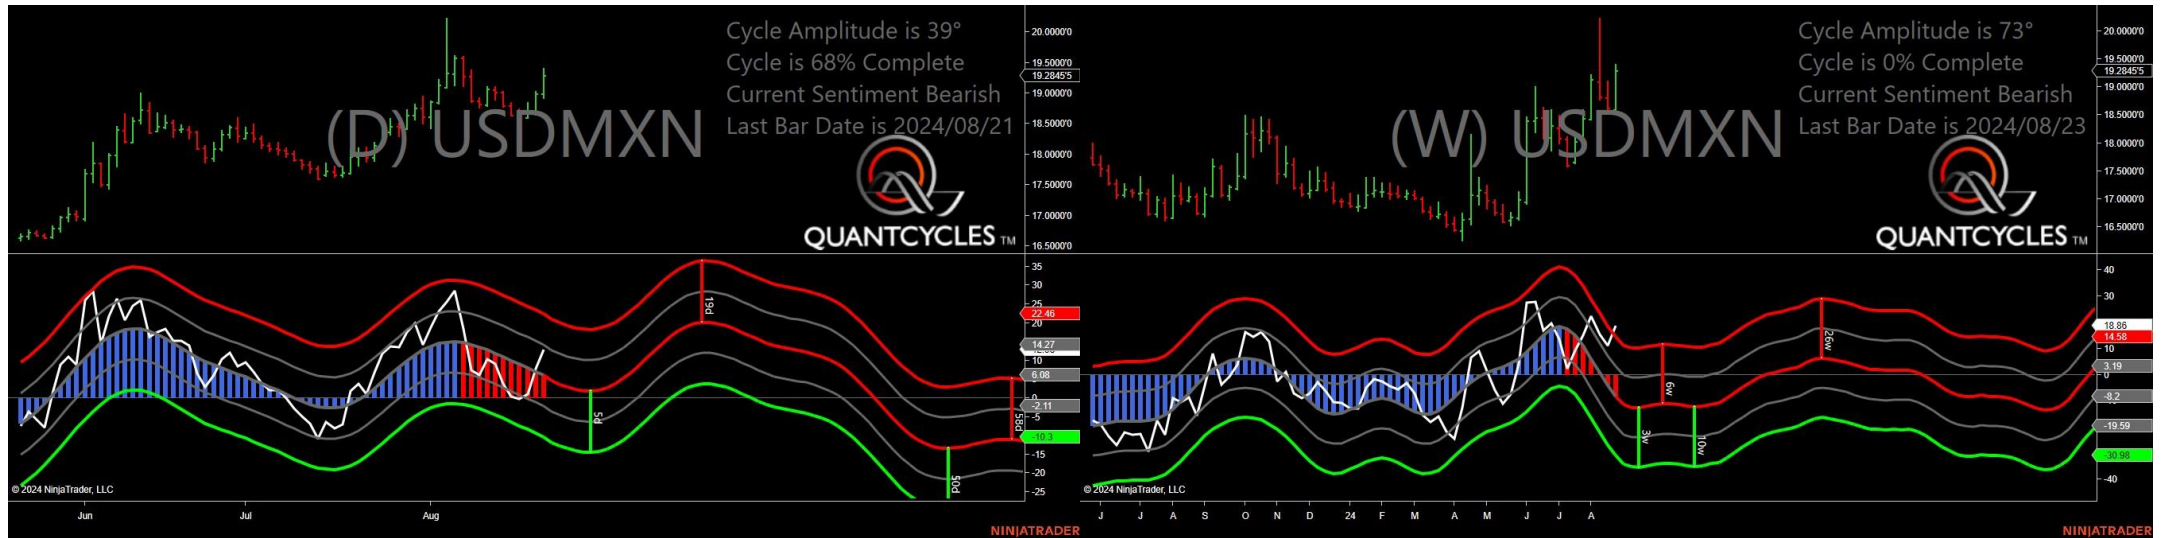 Cycle Amplitude is 39°
Cycle is 68% Complete
Current Sentiment Bearish
Last Bar Date is 2024/08/21
(D) USDMXN
QUANTCYCLES TM
20.0000'0
19.5000'0
19.2845'5
19.0000'0
18.5000'0
18.0000'0
17.5000'0
17.0000'0
16.5000'0
35
30
25
22.46
20
14.27
10
6.08
0
-2.11
-5
-10.3
-15
-20
-25
19d
5d
50d
58d
© 2024 NinjaTrader, LLC
Jun Jul Aug
NINJATRADER
Cycle Amplitude is 73°
Cycle is 0% Complete
Current Sentiment Bearish
Last Bar Date is 2024/08/23
(W) USDMXN
QUANTCYCLES TM
20.0000'0
19.5000'0
19.2845'5
19.0000'0
18.5000'0
18.0000'0
17.5000'0
17.0000'0
16.5000'0
40
30
18.86
14.58
10
3.19
0
-8.2
-19.59
-30.98
-40
3w
6w
10w
26w
© 2024 NinjaTrader, LLC
J J A S O N D 24 F M A M J J A
NINJATRADER